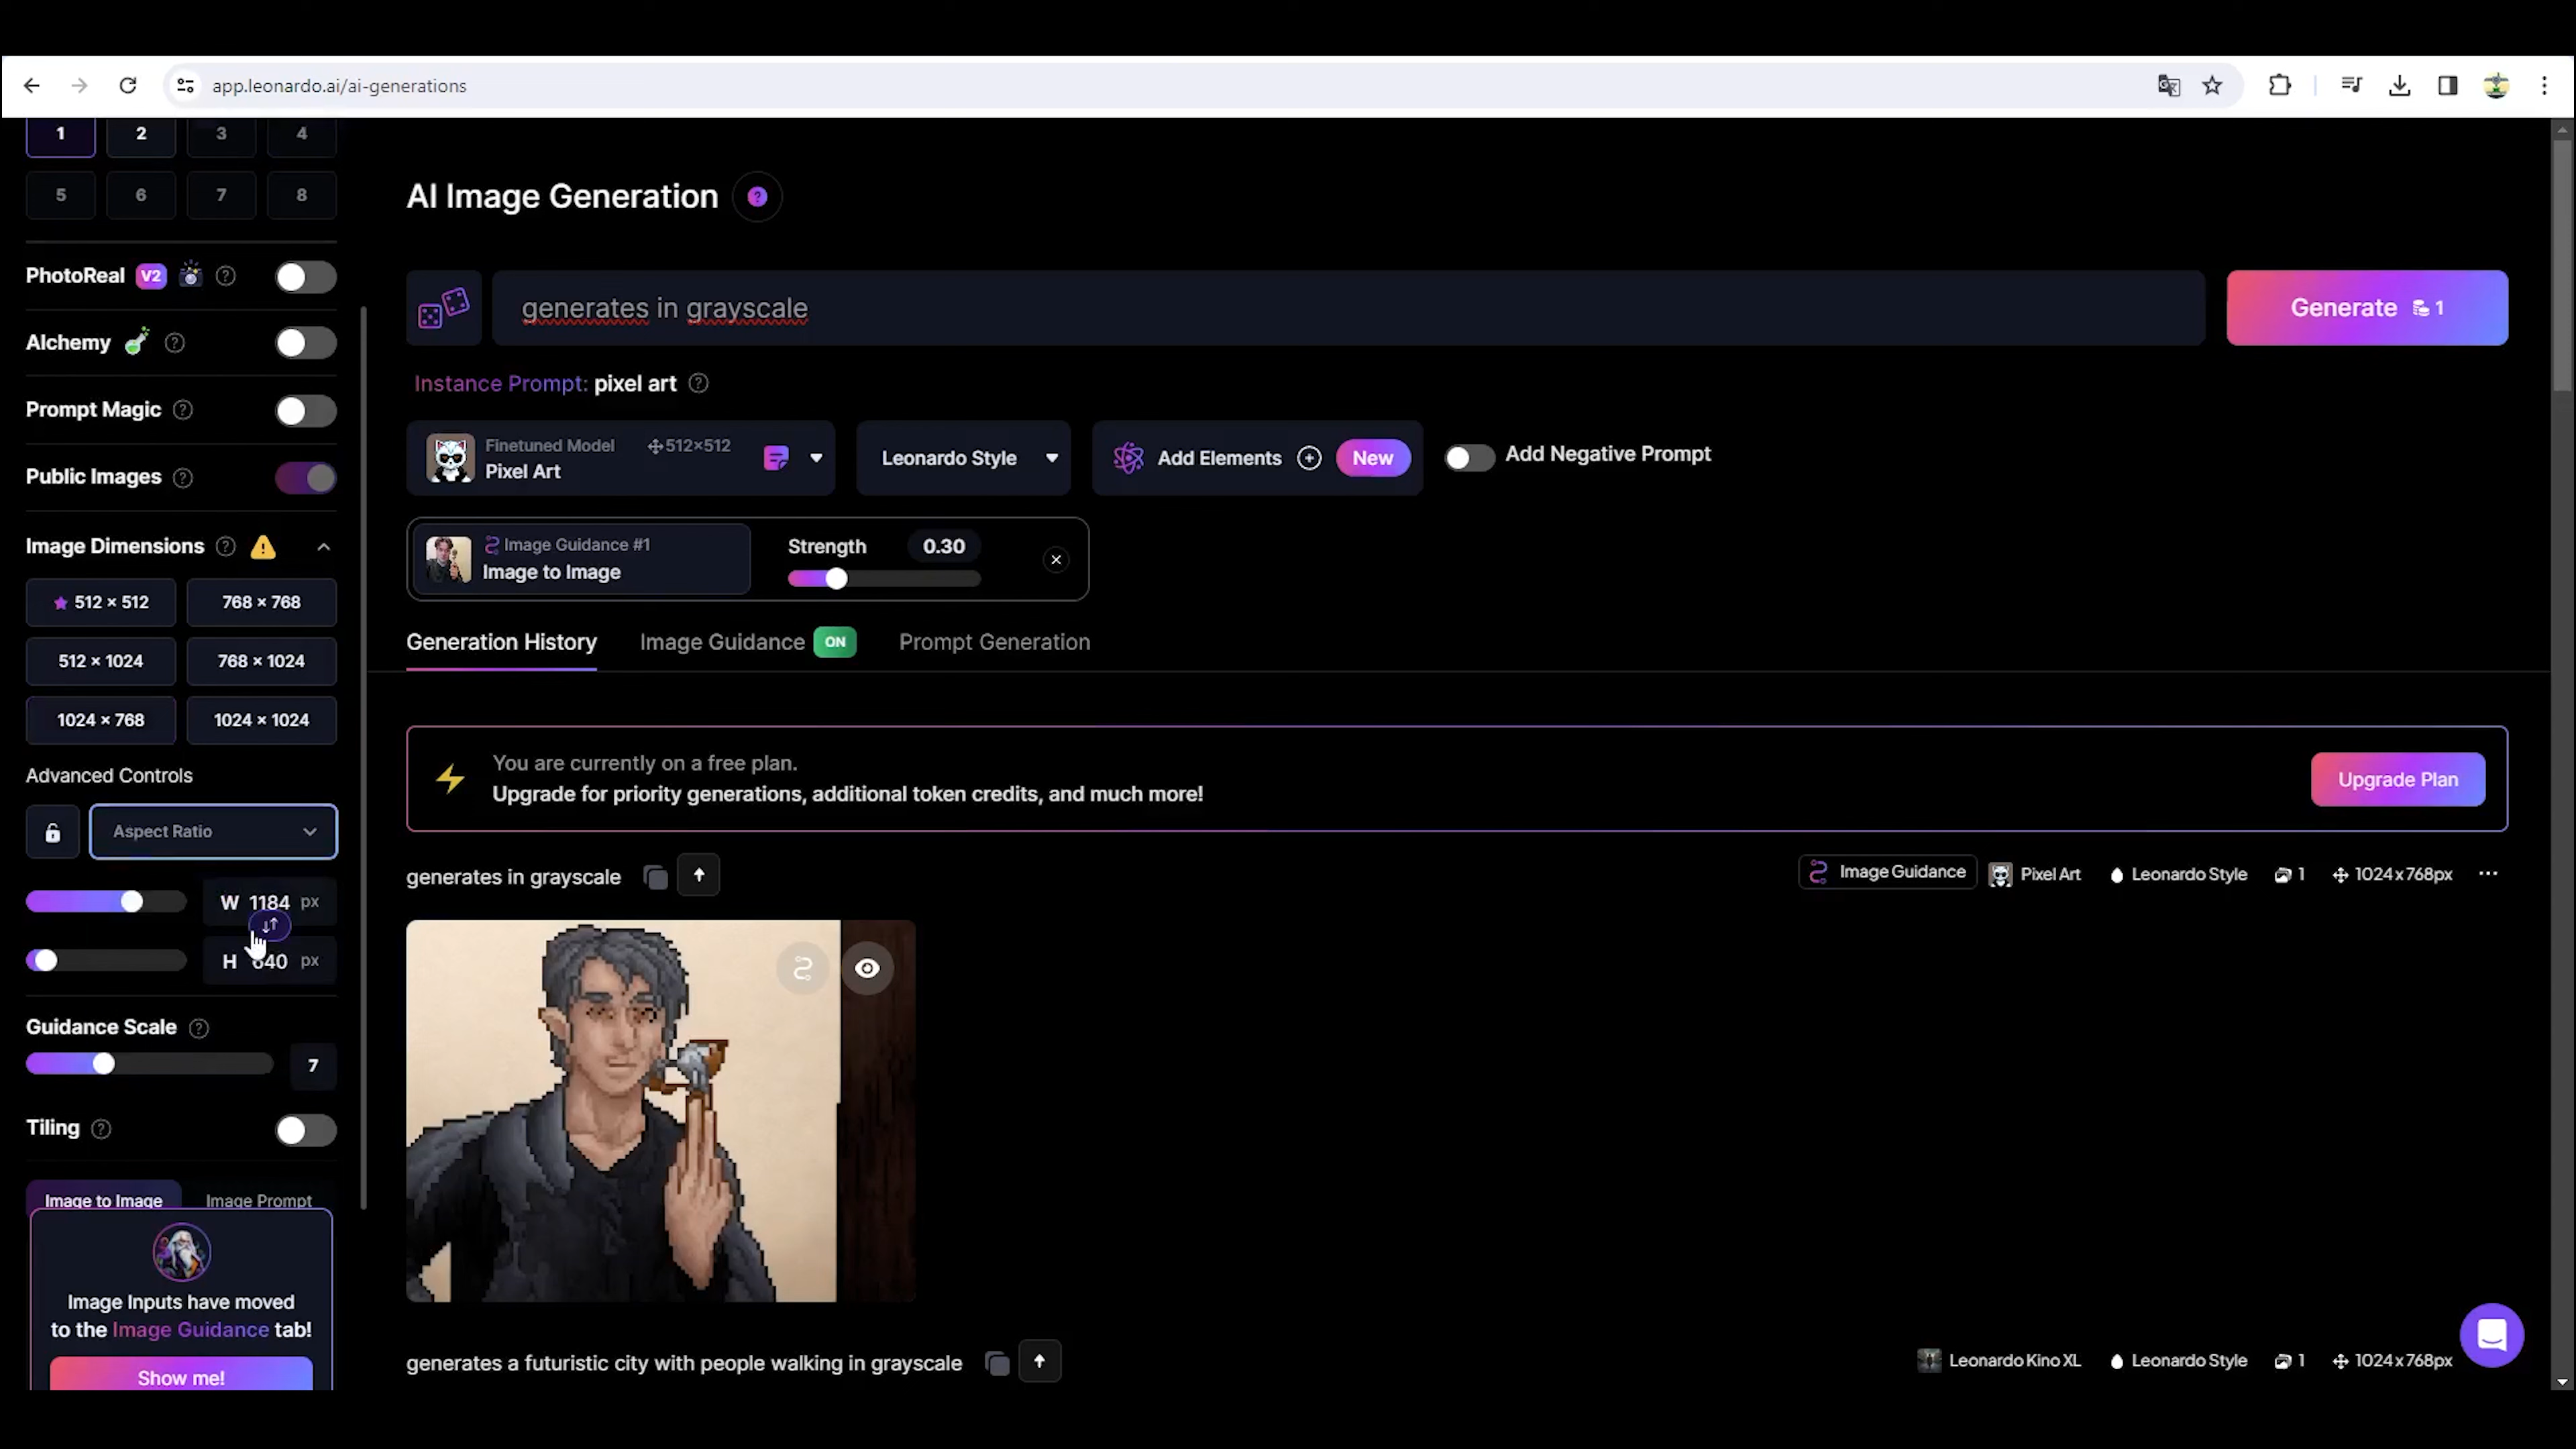 app.leonardo.ai/ai-generations
1 2 3 4
5 6 7 8
PhotoReal V2
Alchemy
Prompt Magic
Public Images
Image Dimensions
512 × 512 768 × 768
512 × 1024 768 × 1024
1024 × 768 1024 × 1024
Advanced Controls
Aspect Ratio
W 1184 px
H 640 px
Guidance Scale
7
Tiling
Image to Image Image Prompt
Image Inputs have moved
to the Image Guidance tab!
Show me!
AI Image Generation
generates in grayscale
Generate 1
Instance Prompt: pixel art
Finetuned Model 512×512
Pixel Art
Leonardo Style
Add Elements New
Add Negative Prompt
Image Guidance #1
Image to Image
Strength 0.30
Generation History Image Guidance ON Prompt Generation
You are currently on a free plan.
Upgrade for priority generations, additional token credits, and much more!
Upgrade Plan
generates in grayscale
Image Guidance Pixel Art Leonardo Style 1 1024x768px
generates a futuristic city with people walking in grayscale
Leonardo Kino XL Leonardo Style 1 1024x768px